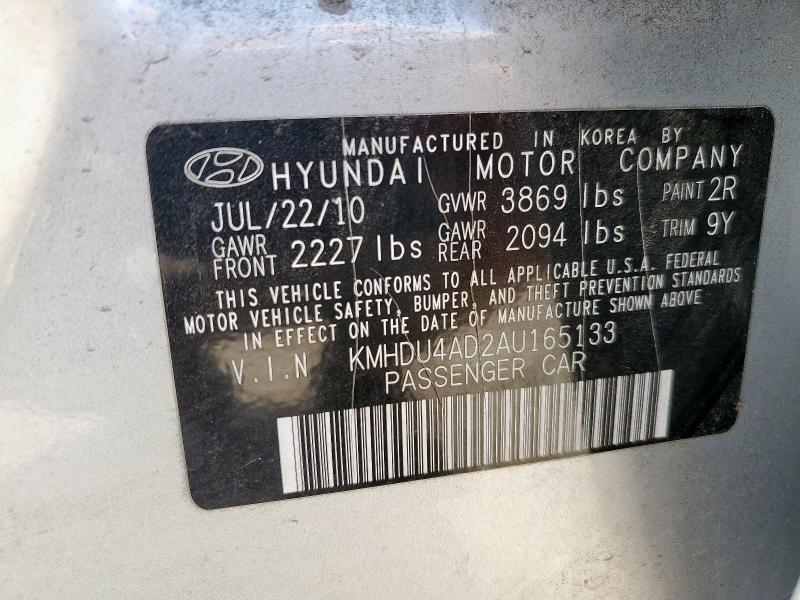 MANUFACTURED IN KOREA BY
HYUNDAI MOTOR COMPANY
JUL/22/10 GVWR 3869 lbs PAINT 2R
GAWR FRONT 2227 lbs GAWR REAR 2094 lbs TRIM 9Y
THIS VEHICLE CONFORMS TO ALL APPLICABLE U.S.A. FEDERAL
MOTOR VEHICLE SAFETY, BUMPER, AND THEFT PREVENTION STANDARDS
IN EFFECT ON THE DATE OF MANUFACTURE SHOWN ABOVE
V.I.N KMHDU4AD2AU165133
PASSENGER CAR